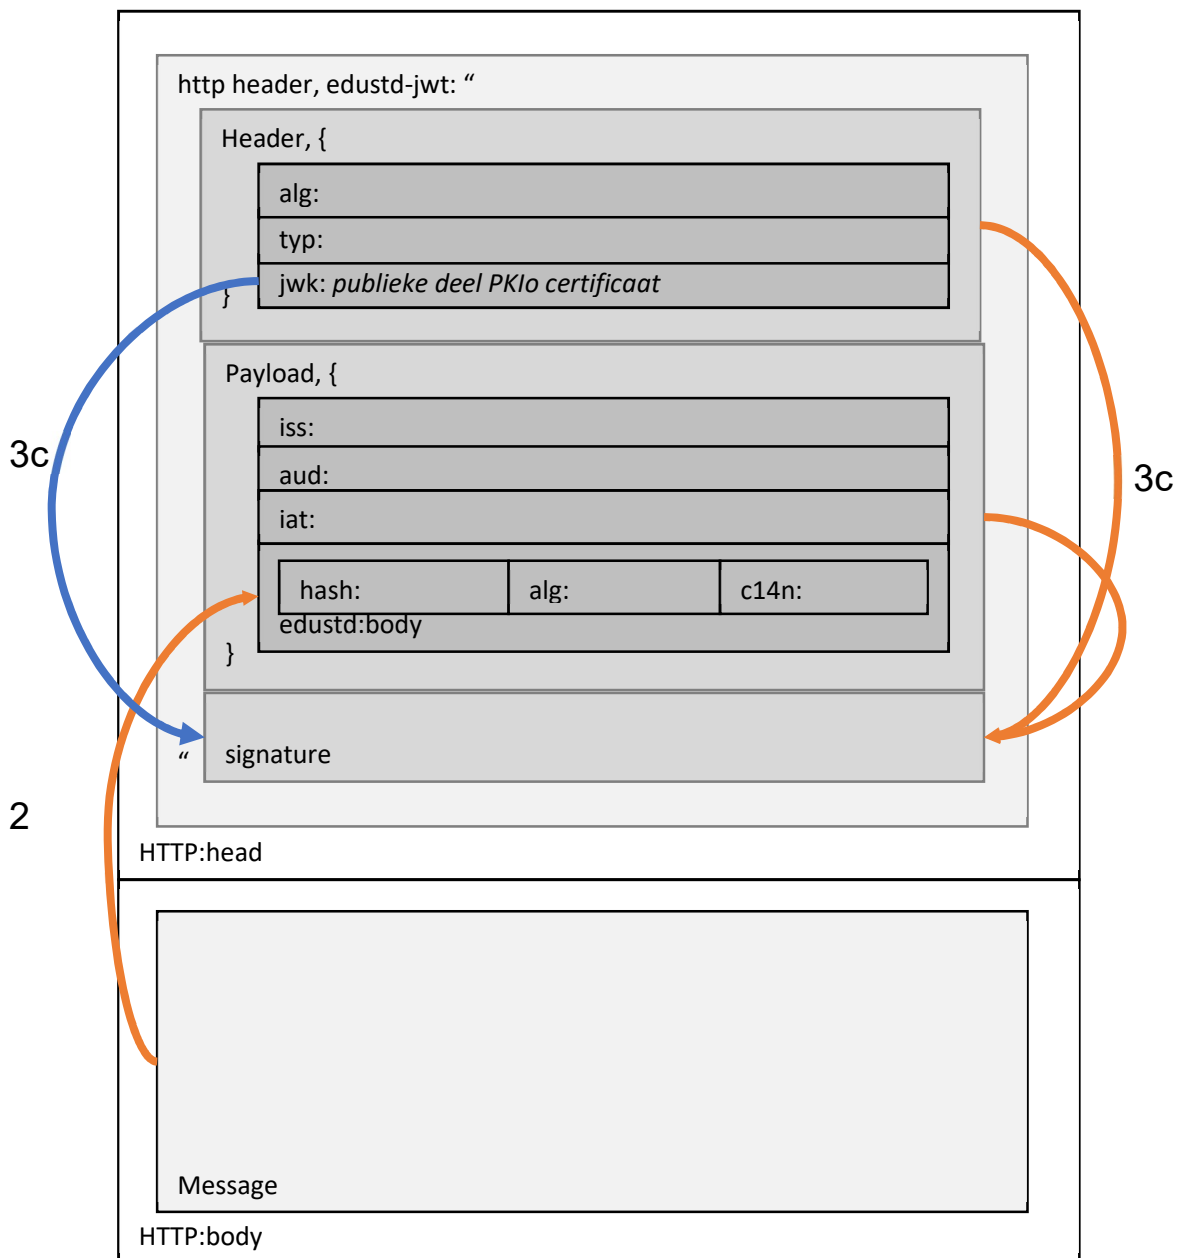 http header, edustd-jwt: “
Header, {
alg:
typ:
jwk: publieke deel PKIo certificaat
}
Payload, {
3c
iss:
aud:
3c
iat:
hash:
alg:
c14n:
edustd:body
}
signature
“
2
HTTP:head
Message
HTTP:body